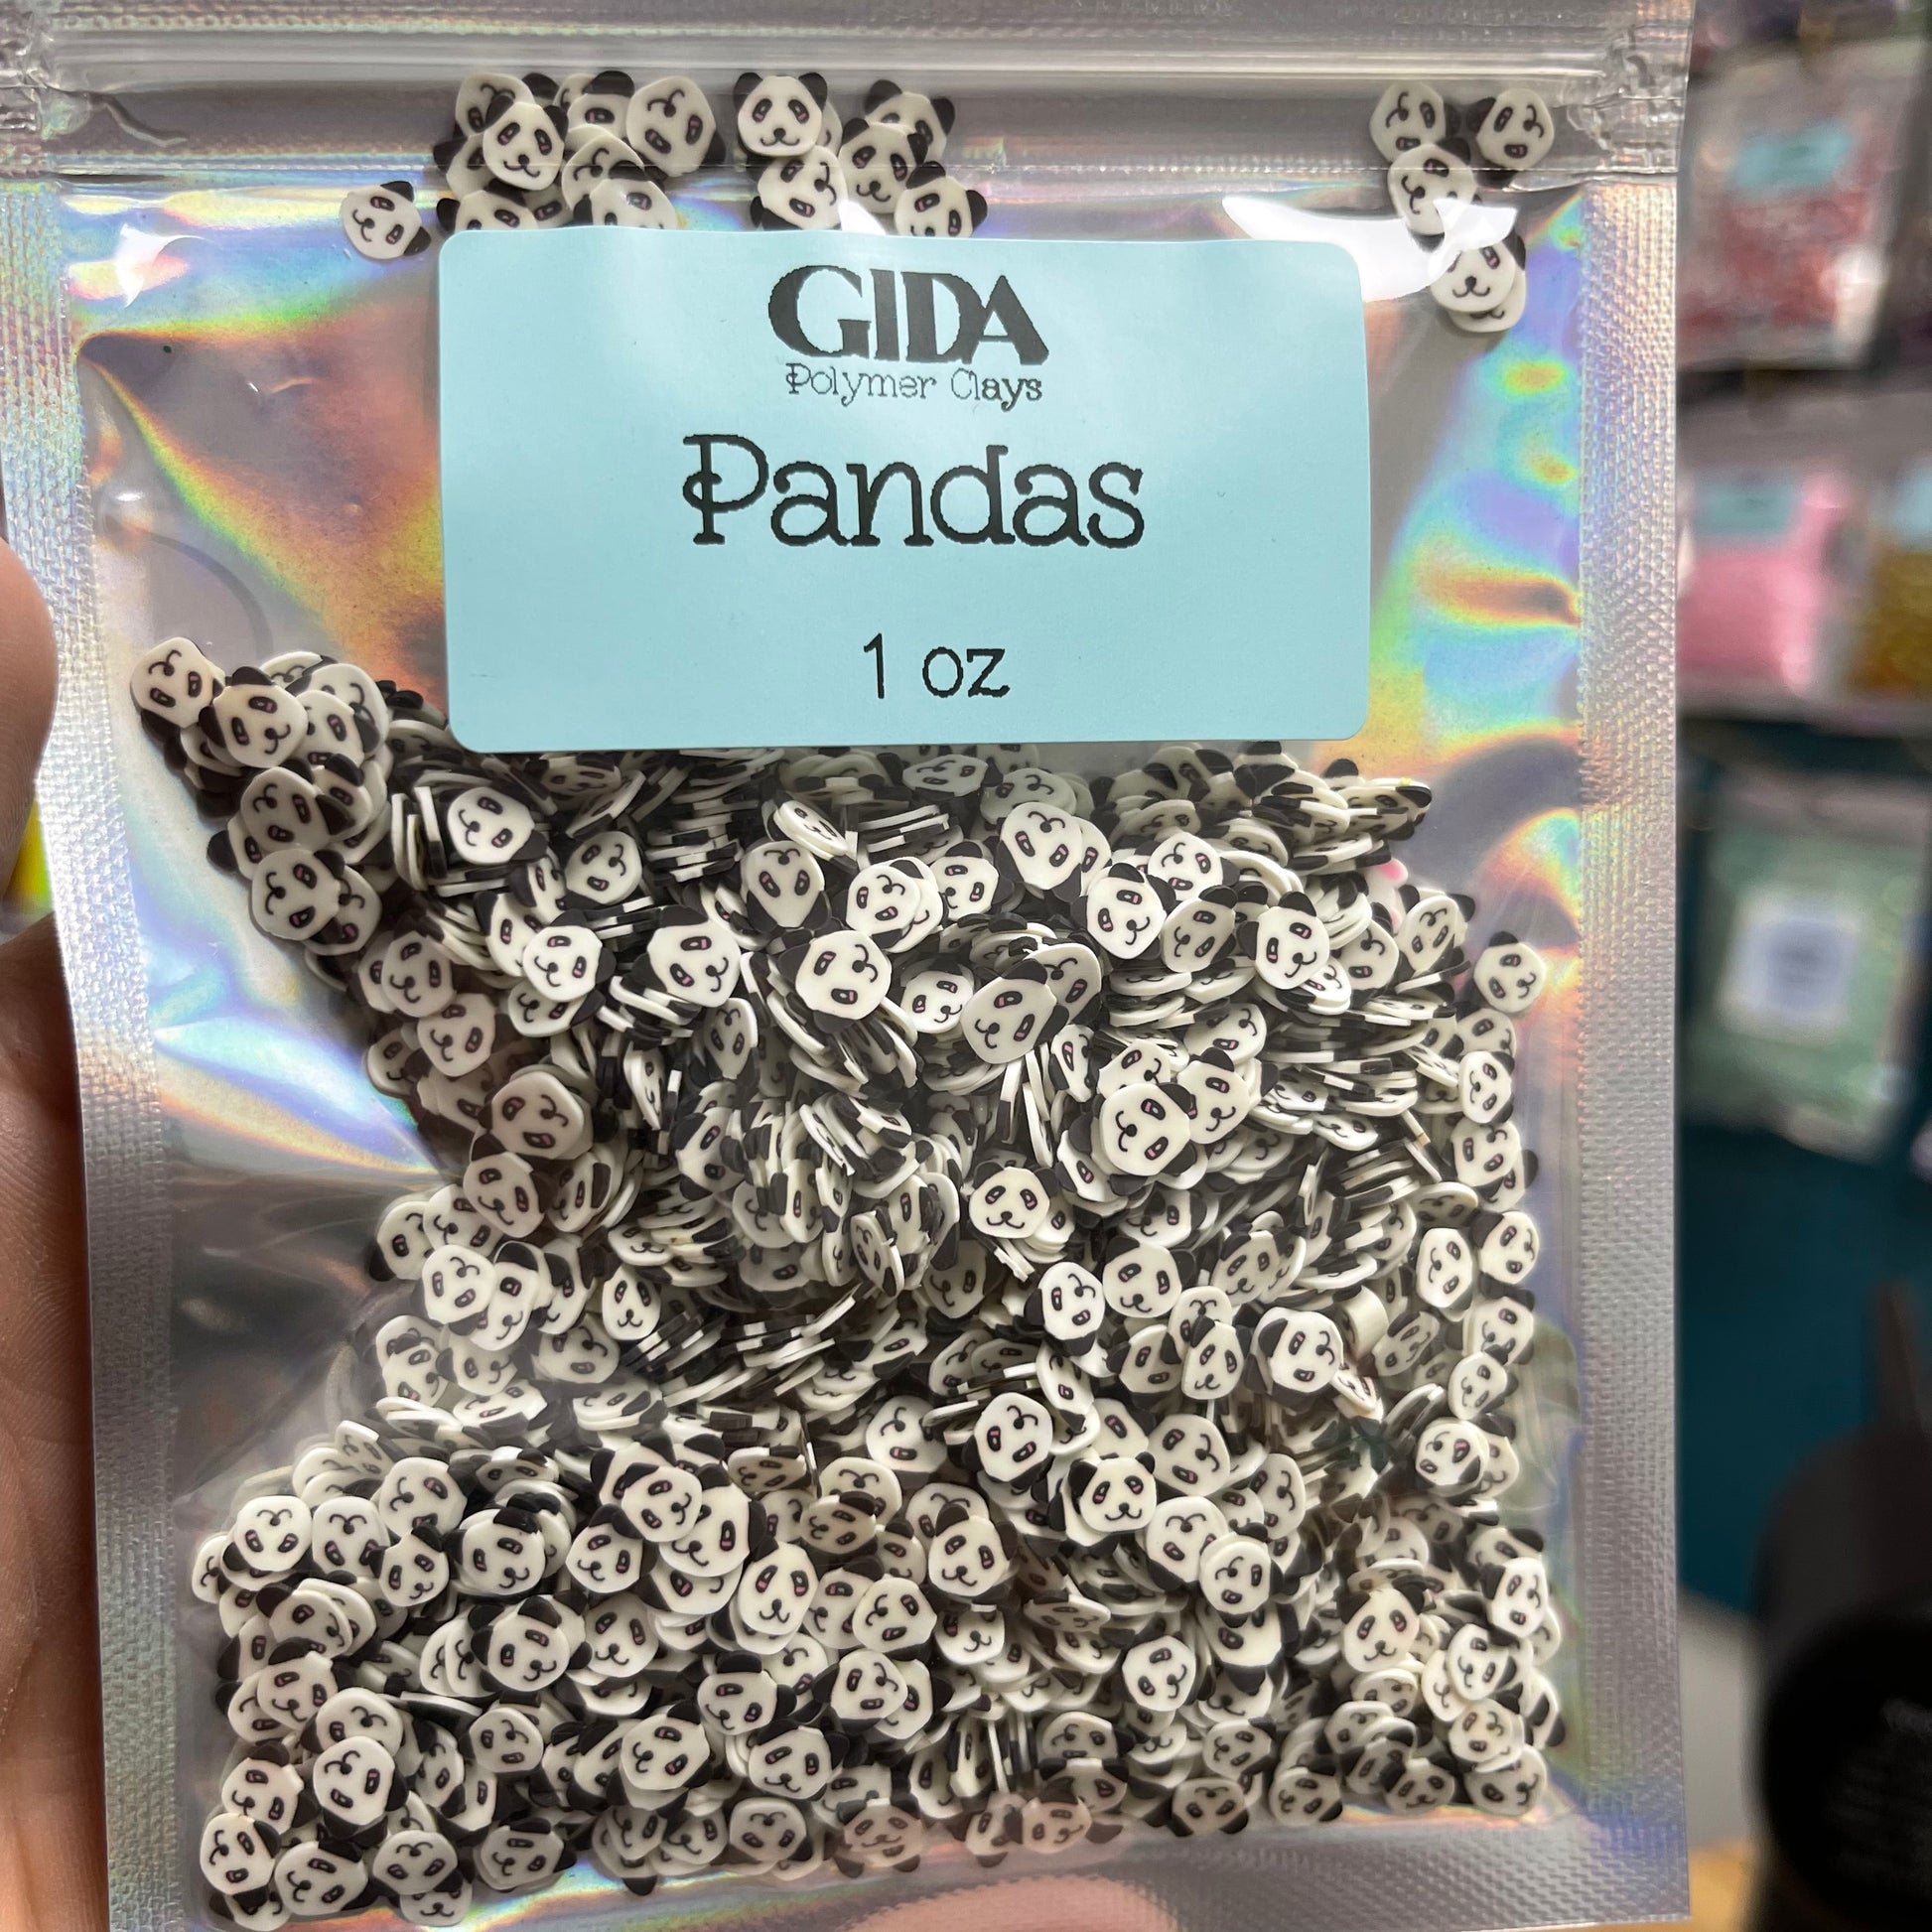 GIDA
Polymer Clays
Pandas
1 oz